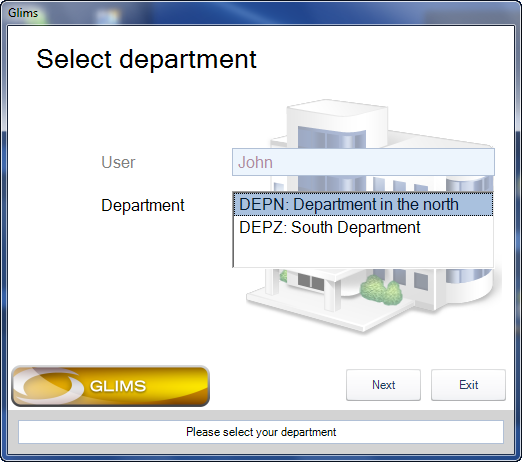 Glims
Select department
User
John
Department
DEPN: Department in the north
DEPZ: South Department
GLIMS
Next
Exit
Please select your department